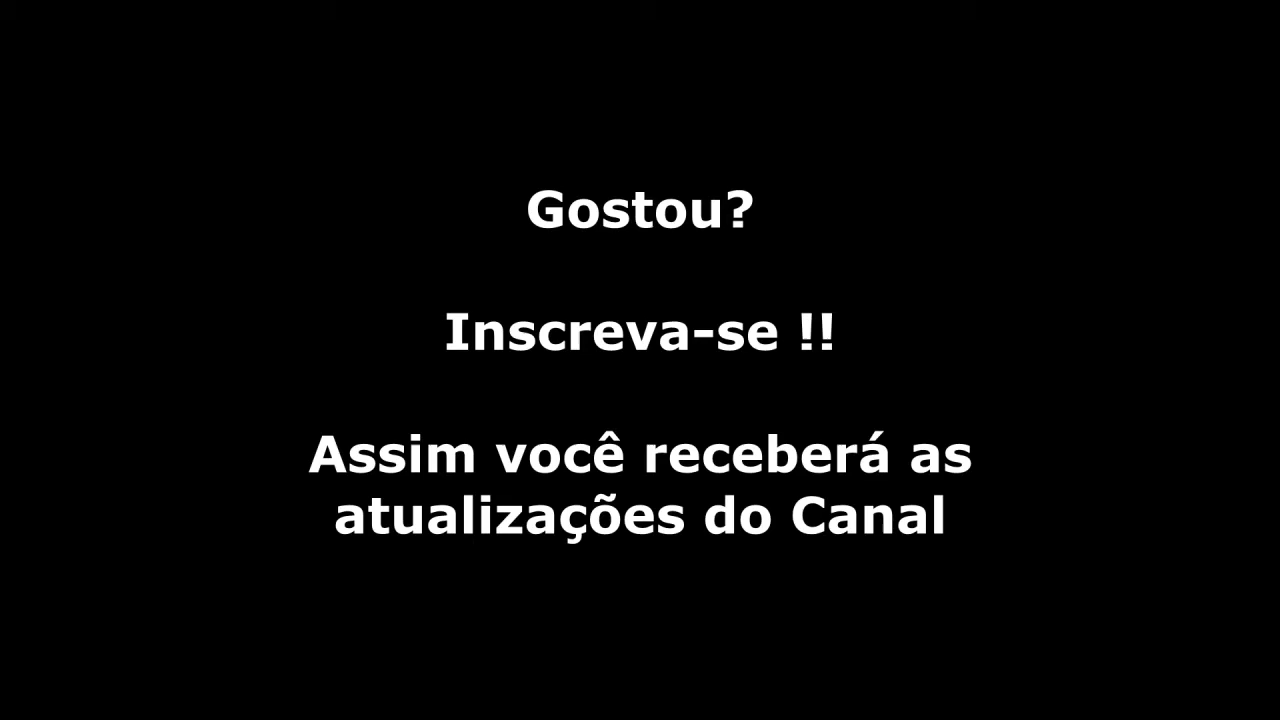 Gostou?
Inscreva-se !!
Assim você receberá as
atualizações do Canal